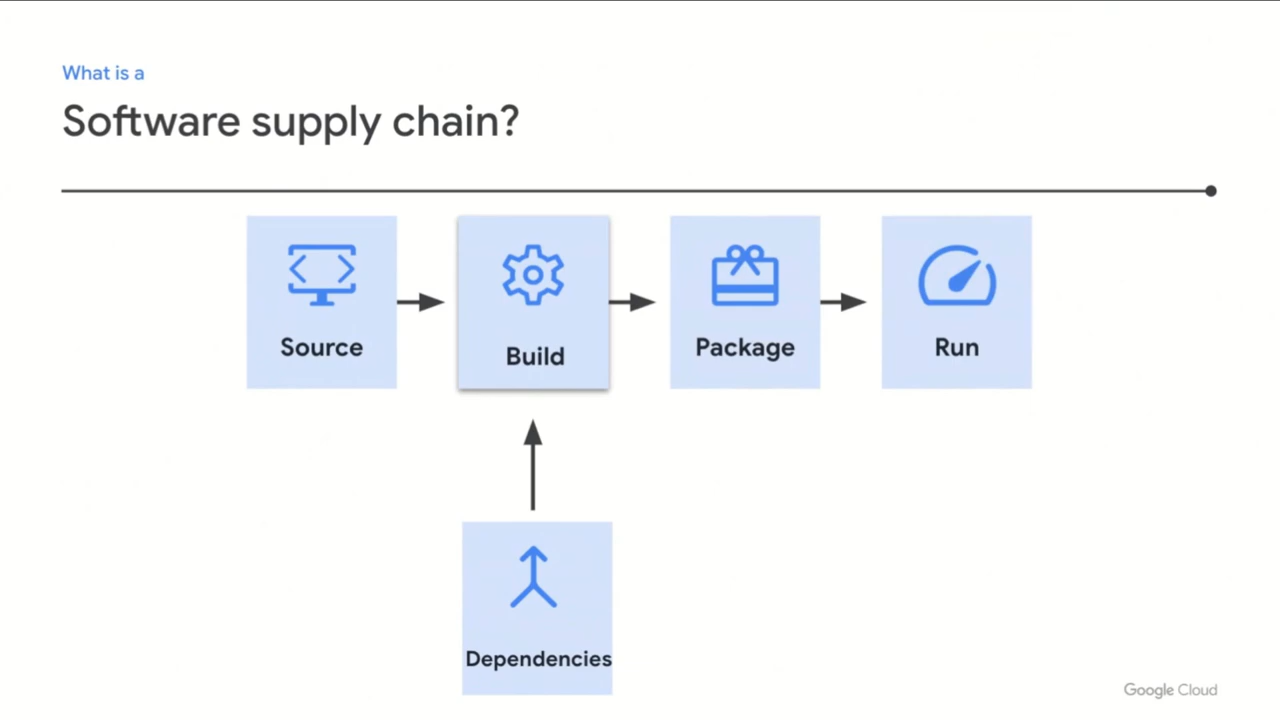 What is a
Software supply chain?
Source
Build
Package
Run
Dependencies
Google Cloud